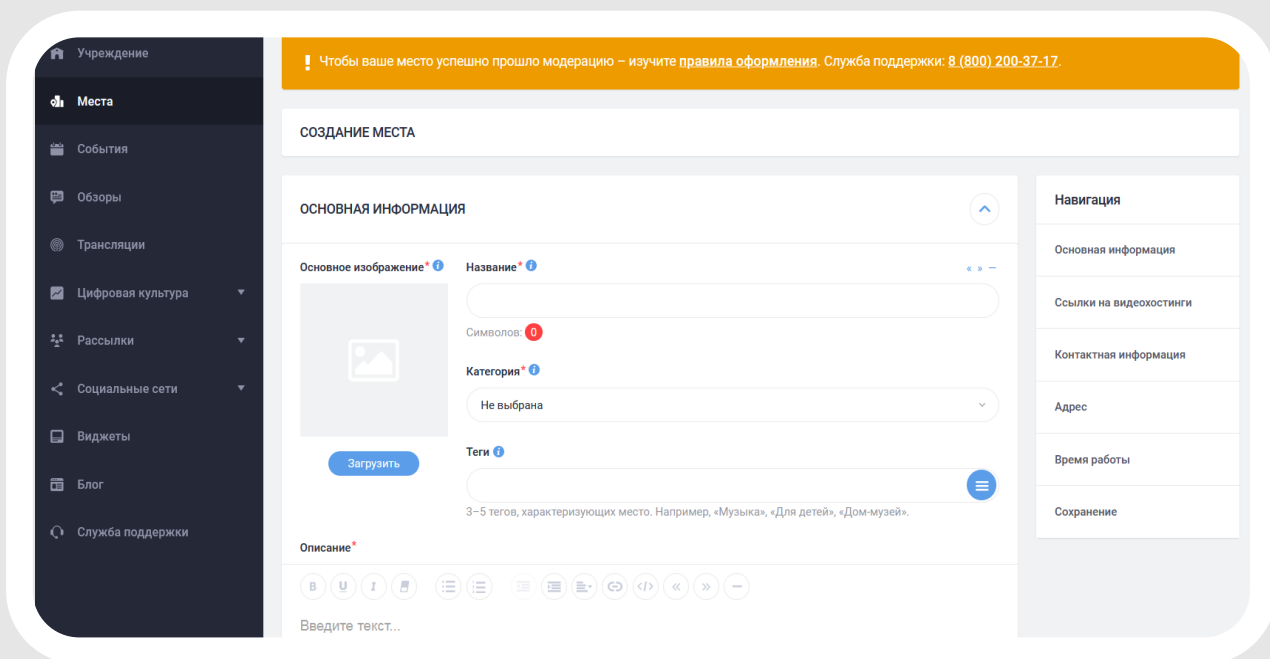 Учреждение
Места
События
Обзоры
Трансляции
Цифровая культура
Рассылки
Социальные сети
Виджеты
Блог
Служба поддержки
! Чтобы ваше место успешно прошло модерацию – изучите правила оформления. Служба поддержки: 8 (800) 200-37-17.
СОЗДАНИЕ МЕСТА
ОСНОВНАЯ ИНФОРМАЦИЯ
Основное изображение* i
Загрузить
Название* i
« » —
Символов: 0
Категория* i
Не выбрана
Теги i
3–5 тегов, характеризующих место. Например, «Музыка», «Для детей», «Дом-музей».
Описание*
B U I </> « » —
Введите текст...
Навигация
Основная информация
Ссылки на видеохостинги
Контактная информация
Адрес
Время работы
Сохранение